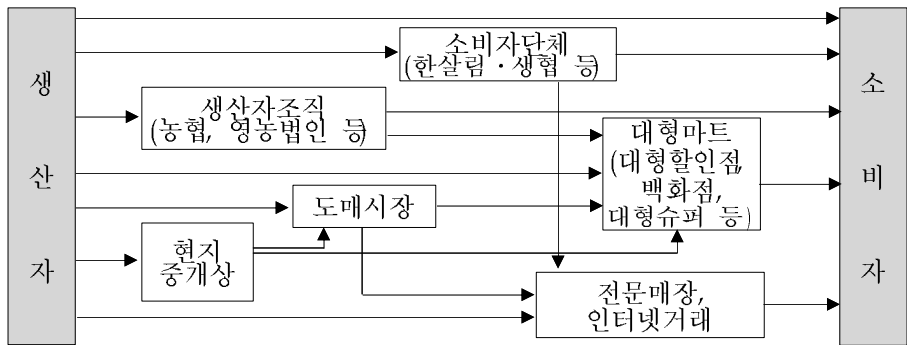 생산자
소비자단체
(한살림·생협 등)
생산자조직
(농협, 영농법인 등)
대형마트
(대형할인점,
백화점,
대형슈퍼 등)
도매시장
현지
중개상
전문매장,
인터넷거래
소비자